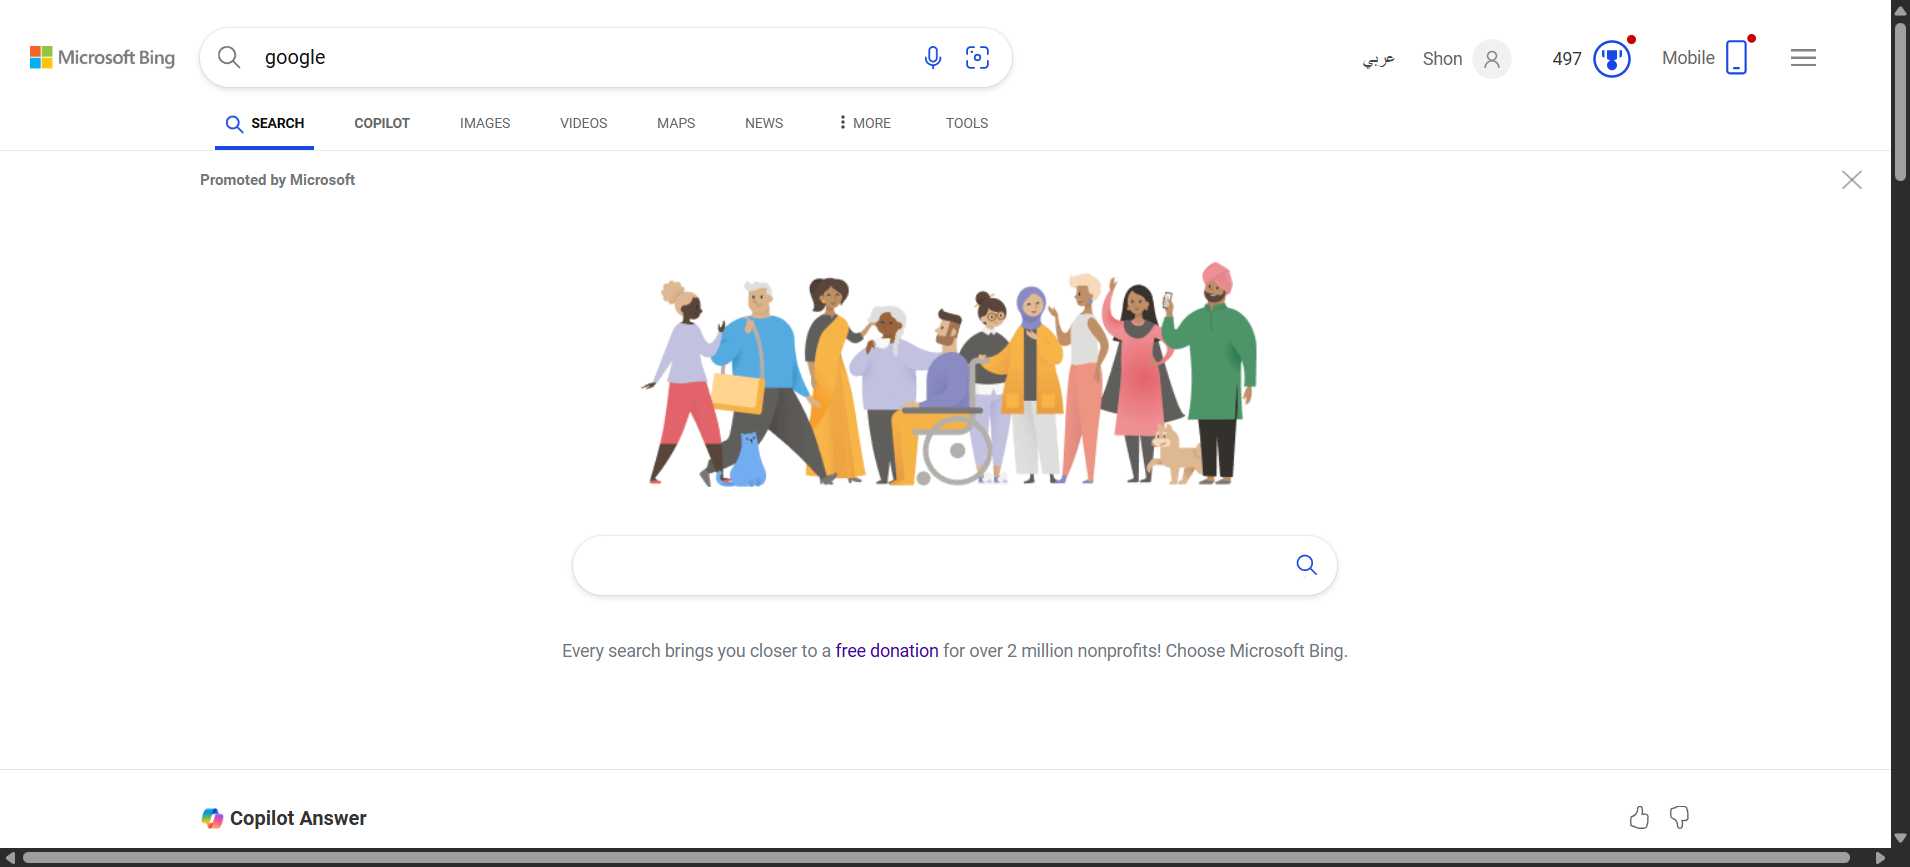 Microsoft Bing
google
عربي
Shon
497
Mobile
SEARCH
COPILOT
IMAGES
VIDEOS
MAPS
NEWS
MORE
TOOLS
Promoted by Microsoft
Every search brings you closer to a free donation for over 2 million nonprofits! Choose Microsoft Bing.
Copilot Answer